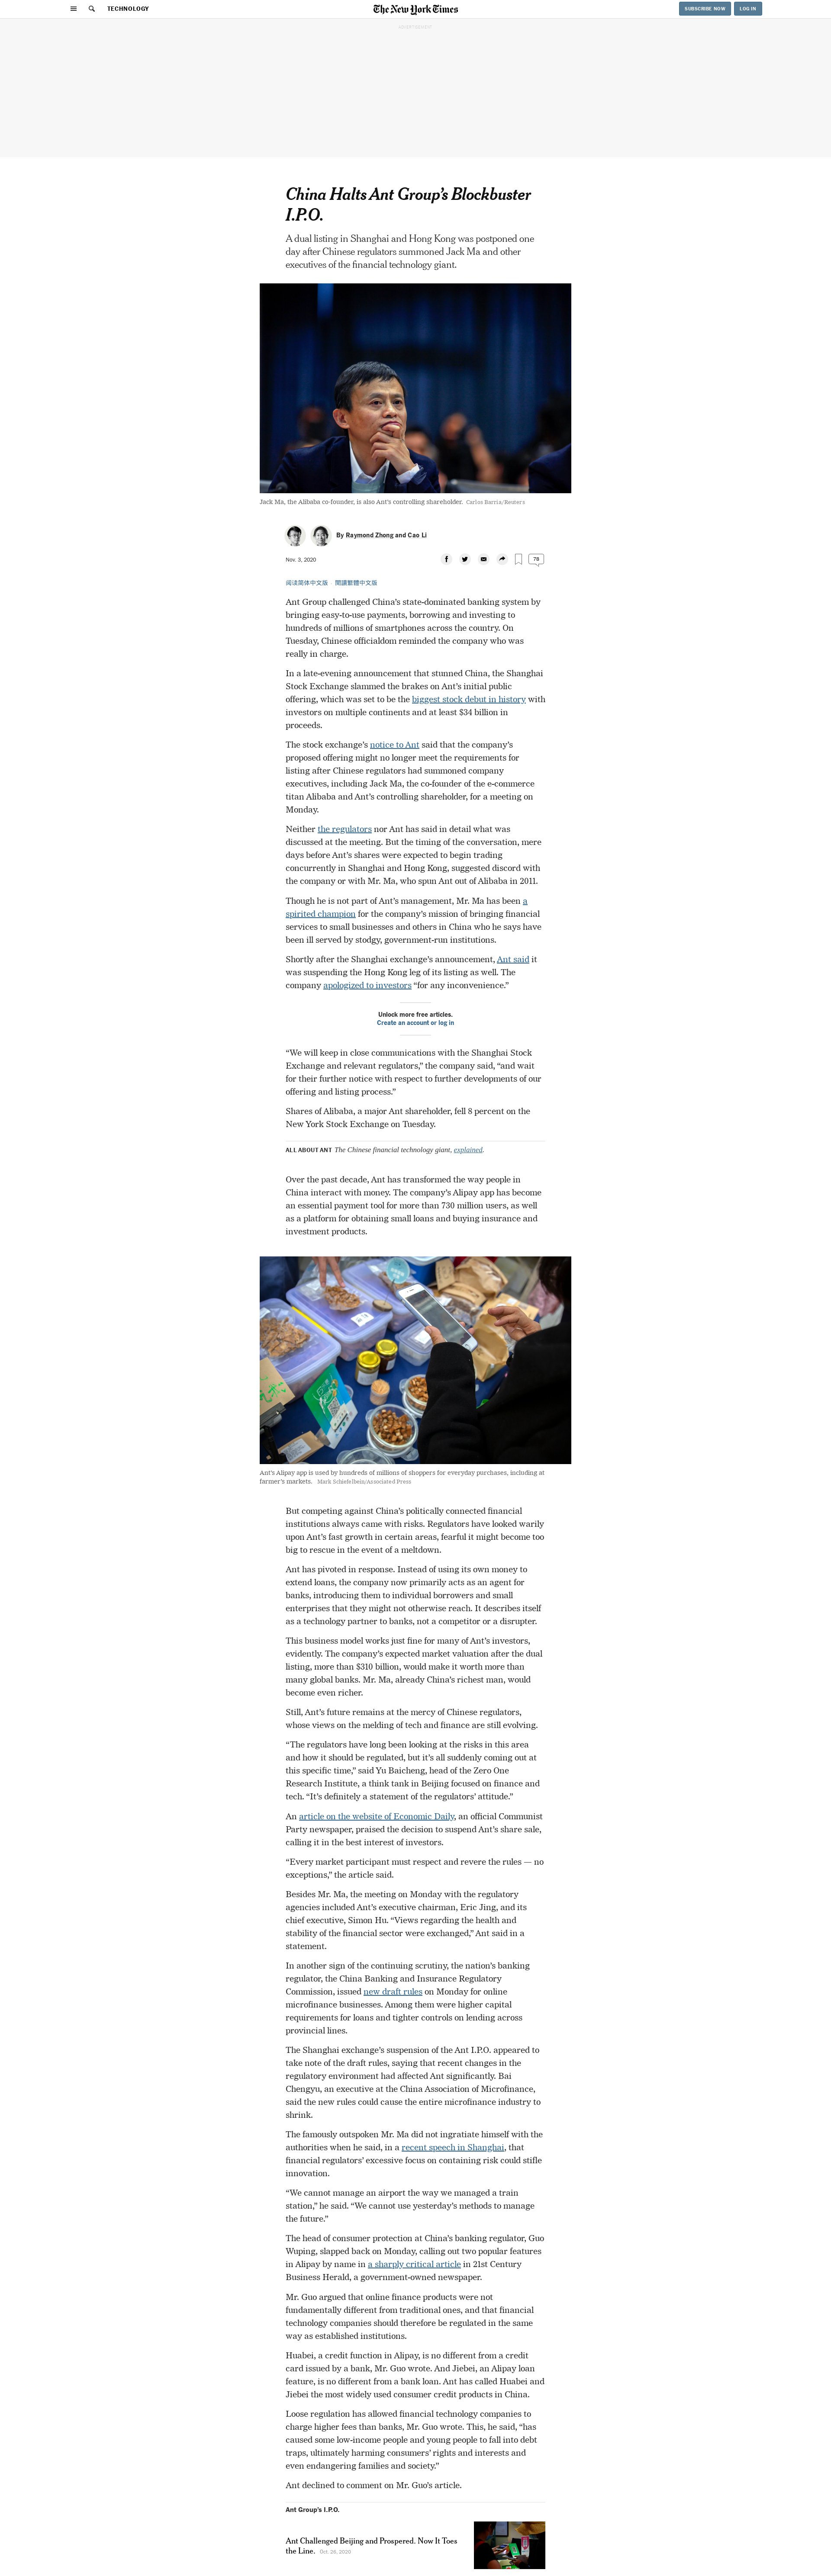 TECHNOLOGY
The New York Times
SUBSCRIBE NOW
LOG IN
ADVERTISEMENT
China Halts Ant Group’s Blockbuster
I.P.O.
A dual listing in Shanghai and Hong Kong was postponed one
day after Chinese regulators summoned Jack Ma and other
executives of the financial technology giant.
Jack Ma, the Alibaba co-founder, is also Ant’s controlling shareholder. Carlos Barria/Reuters
By Raymond Zhong and Cao Li
Nov. 3, 2020
78
阅读简体中文版 · 閱讀繁體中文版
Ant Group challenged China’s state-dominated banking system by
bringing easy-to-use payments, borrowing and investing to
hundreds of millions of smartphones across the country. On
Tuesday, Chinese officialdom reminded the company who was
really in charge.
In a late-evening announcement that stunned China, the Shanghai
Stock Exchange slammed the brakes on Ant’s initial public
offering, which was set to be the biggest stock debut in history with
investors on multiple continents and at least $34 billion in
proceeds.
The stock exchange’s notice to Ant said that the company’s
proposed offering might no longer meet the requirements for
listing after Chinese regulators had summoned company
executives, including Jack Ma, the co-founder of the e-commerce
titan Alibaba and Ant’s controlling shareholder, for a meeting on
Monday.
Neither the regulators nor Ant has said in detail what was
discussed at the meeting. But the timing of the conversation, mere
days before Ant’s shares were expected to begin trading
concurrently in Shanghai and Hong Kong, suggested discord with
the company or with Mr. Ma, who spun Ant out of Alibaba in 2011.
Though he is not part of Ant’s management, Mr. Ma has been a
spirited champion for the company’s mission of bringing financial
services to small businesses and others in China who he says have
been ill served by stodgy, government-run institutions.
Shortly after the Shanghai exchange’s announcement, Ant said it
was suspending the Hong Kong leg of its listing as well. The
company apologized to investors “for any inconvenience.”
Unlock more free articles.
Create an account or log in
“We will keep in close communications with the Shanghai Stock
Exchange and relevant regulators,” the company said, “and wait
for their further notice with respect to further developments of our
offering and listing process.”
Shares of Alibaba, a major Ant shareholder, fell 8 percent on the
New York Stock Exchange on Tuesday.
ALL ABOUT ANT The Chinese financial technology giant, explained.
Over the past decade, Ant has transformed the way people in
China interact with money. The company’s Alipay app has become
an essential payment tool for more than 730 million users, as well
as a platform for obtaining small loans and buying insurance and
investment products.
Ant’s Alipay app is used by hundreds of millions of shoppers for everyday purchases, including at
farmer’s markets. Mark Schiefelbein/Associated Press
But competing against China’s politically connected financial
institutions always came with risks. Regulators have looked warily
upon Ant’s fast growth in certain areas, fearful it might become too
big to rescue in the event of a meltdown.
Ant has pivoted in response. Instead of using its own money to
extend loans, the company now primarily acts as an agent for
banks, introducing them to individual borrowers and small
enterprises that they might not otherwise reach. It describes itself
as a technology partner to banks, not a competitor or a disrupter.
This business model works just fine for many of Ant’s investors,
evidently. The company’s expected market valuation after the dual
listing, more than $310 billion, would make it worth more than
many global banks. Mr. Ma, already China’s richest man, would
become even richer.
Still, Ant’s future remains at the mercy of Chinese regulators,
whose views on the melding of tech and finance are still evolving.
“The regulators have long been looking at the risks in this area
and how it should be regulated, but it’s all suddenly coming out at
this specific time,” said Yu Baicheng, head of the Zero One
Research Institute, a think tank in Beijing focused on finance and
tech. “It’s definitely a statement of the regulators’ attitude.”
An article on the website of Economic Daily, an official Communist
Party newspaper, praised the decision to suspend Ant’s share sale,
calling it in the best interest of investors.
“Every market participant must respect and revere the rules — no
exceptions,” the article said.
Besides Mr. Ma, the meeting on Monday with the regulatory
agencies included Ant’s executive chairman, Eric Jing, and its
chief executive, Simon Hu. “Views regarding the health and
stability of the financial sector were exchanged,” Ant said in a
statement.
In another sign of the continuing scrutiny, the nation’s banking
regulator, the China Banking and Insurance Regulatory
Commission, issued new draft rules on Monday for online
microfinance businesses. Among them were higher capital
requirements for loans and tighter controls on lending across
provincial lines.
The Shanghai exchange’s suspension of the Ant I.P.O. appeared to
take note of the draft rules, saying that recent changes in the
regulatory environment had affected Ant significantly. Bai
Chengyu, an executive at the China Association of Microfinance,
said the new rules could cause the entire microfinance industry to
shrink.
The famously outspoken Mr. Ma did not ingratiate himself with the
authorities when he said, in a recent speech in Shanghai, that
financial regulators’ excessive focus on containing risk could stifle
innovation.
“We cannot manage an airport the way we managed a train
station,” he said. “We cannot use yesterday’s methods to manage
the future.”
The head of consumer protection at China’s banking regulator, Guo
Wuping, slapped back on Monday, calling out two popular features
in Alipay by name in a sharply critical article in 21st Century
Business Herald, a government-owned newspaper.
Mr. Guo argued that online finance products were not
fundamentally different from traditional ones, and that financial
technology companies should therefore be regulated in the same
way as established institutions.
Huabei, a credit function in Alipay, is no different from a credit
card issued by a bank, Mr. Guo wrote. And Jiebei, an Alipay loan
feature, is no different from a bank loan. Ant has called Huabei and
Jiebei the most widely used consumer credit products in China.
Loose regulation has allowed financial technology companies to
charge higher fees than banks, Mr. Guo wrote. This, he said, “has
caused some low-income people and young people to fall into debt
traps, ultimately harming consumers’ rights and interests and
even endangering families and society.”
Ant declined to comment on Mr. Guo’s article.
Ant Group’s I.P.O.
Ant Challenged Beijing and Prospered. Now It Toes
the Line. Oct. 26, 2020